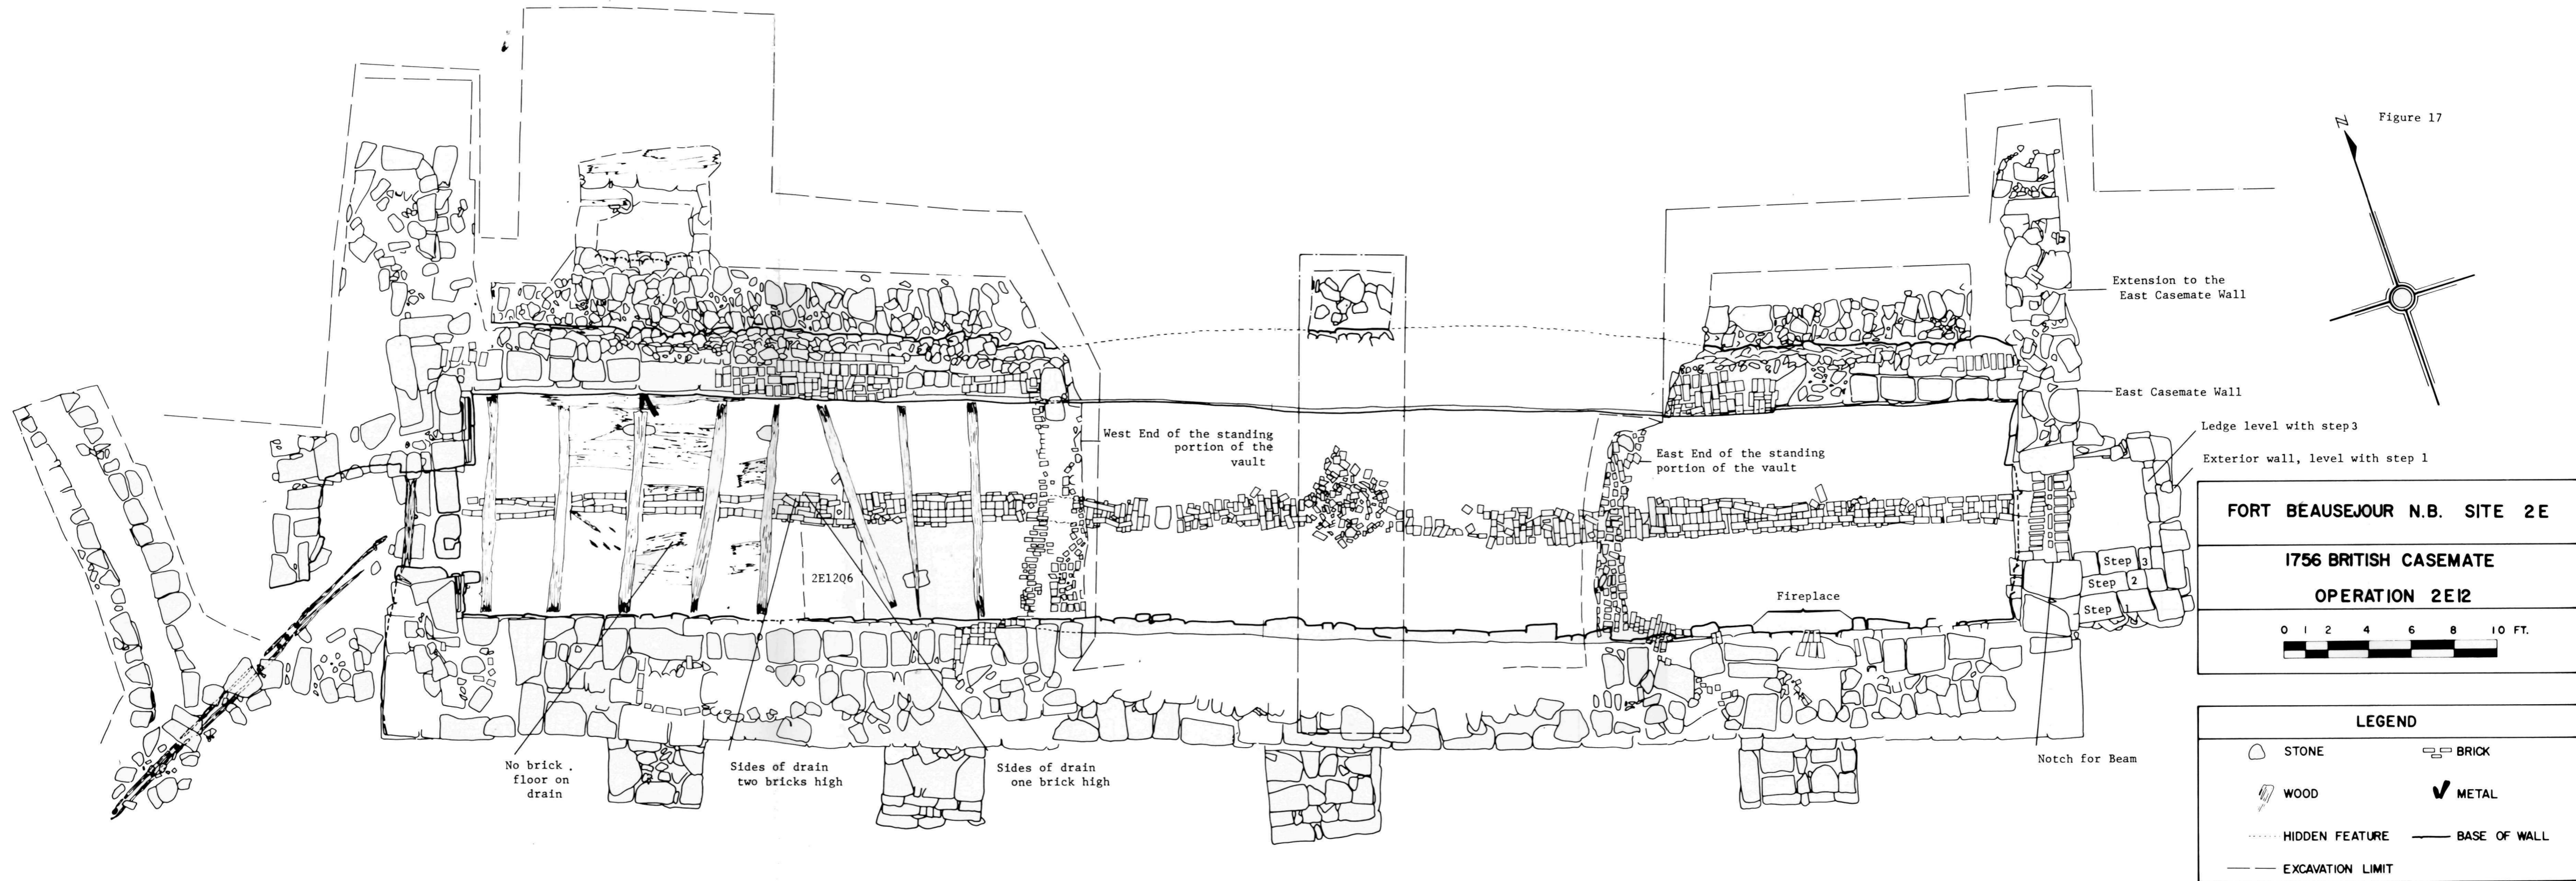 Figure 17
N
Extension to the
East Casemate Wall
East Casemate Wall
Ledge level with step 3
Exterior wall, level with step 1
West End of the standing
portion of the
vault
East End of the standing
portion of the vault
2E12Q6
Fireplace
Step 3
Step 2
Step 1
No brick
floor on
drain
Sides of drain
two bricks high
Sides of drain
one brick high
Notch for Beam
FORT BEAUSEJOUR N.B. SITE 2E
1756 BRITISH CASEMATE
OPERATION 2E12
0 1 2 4 6 8 10 FT.
LEGEND
STONE BRICK
WOOD METAL
HIDDEN FEATURE BASE OF WALL
EXCAVATION LIMIT